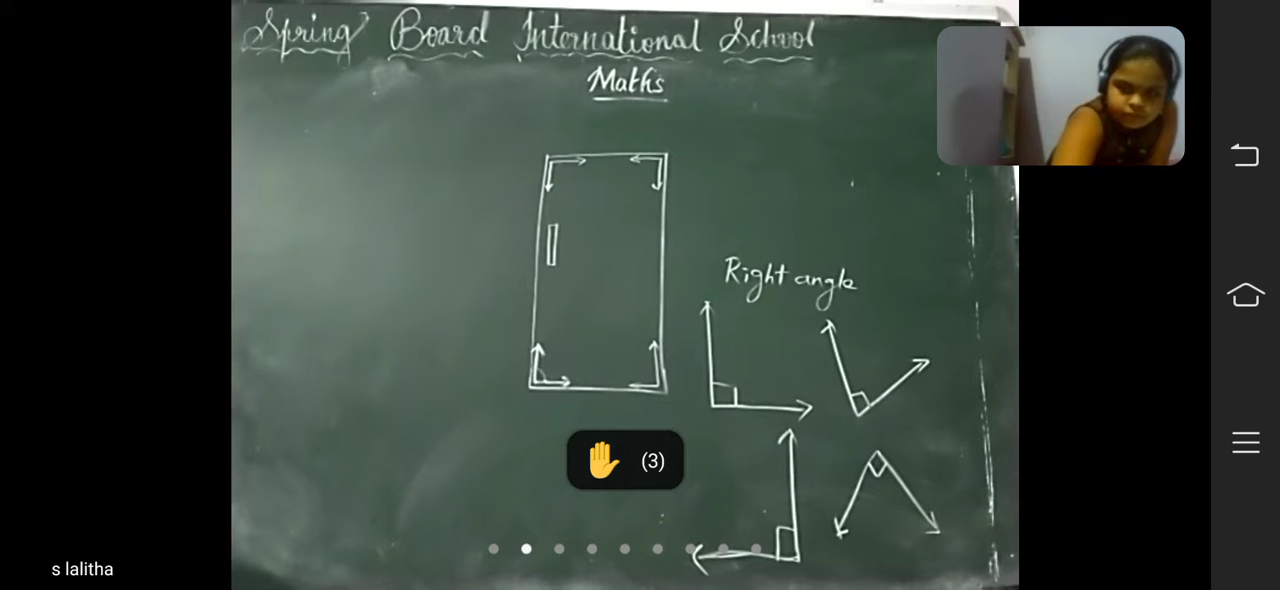 Spring Board International School
Maths
Right angle
(3)
s lalitha